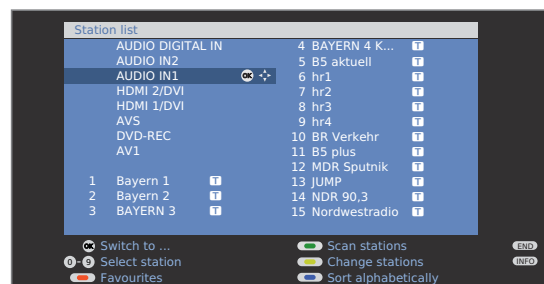 Station list
AUDIO DIGITAL IN
AUDIO IN2
AUDIO IN1 OK
HDMI 2/DVI
HDMI 1/DVI
AVS
DVD-REC
AV1
1 Bayern 1 T
2 Bayern 2 T
3 BAYERN 3 T
4 BAYERN 4 K... T
5 B5 aktuell T
6 hr1 T
7 hr2 T
8 hr3 T
9 hr4 T
10 BR Verkehr T
11 B5 plus T
12 MDR Sputnik T
13 JUMP T
14 NDR 90,3 T
15 Nordwestradio T
OK Switch to ...
0-9 Select station
Favourites
Scan stations
Change stations
Sort alphabetically
END
INFO